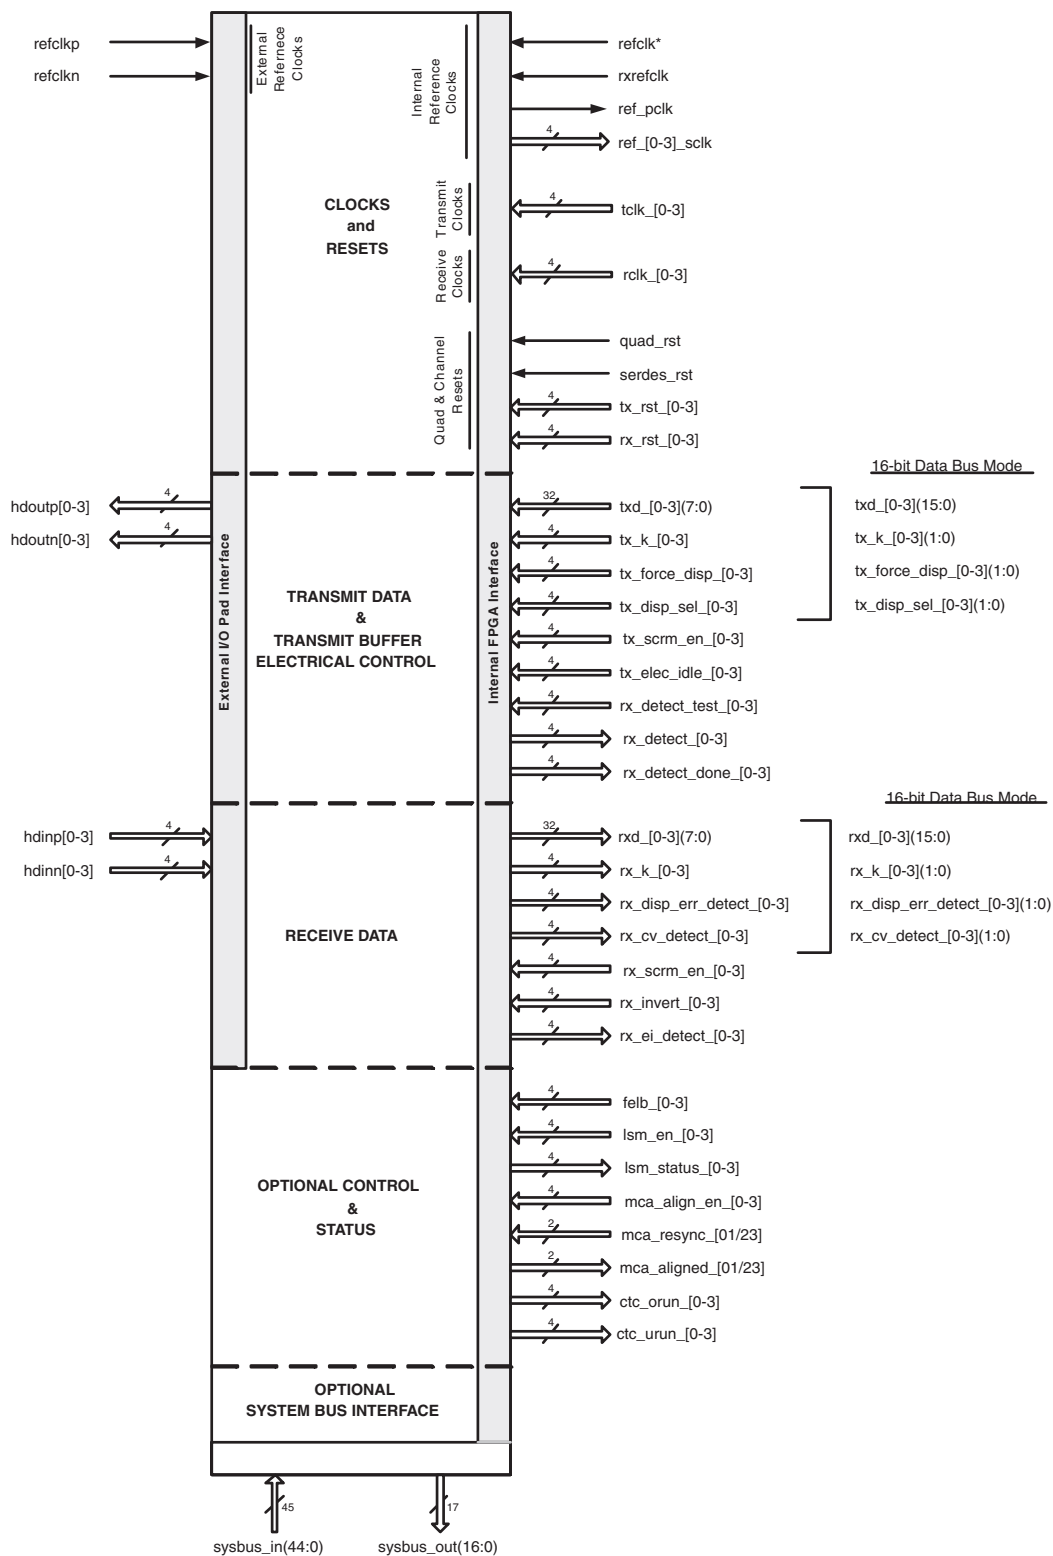 refclkp
refclkn
External
Refernece
Clocks
Internal
Reference
Clocks
refclk*
rxrefclk
ref_pclk
4
ref_[0-3]_sclk
CLOCKS
and
RESETS
Transmit
Clocks
4
tclk_[0-3]
Receive
Clocks
4
rclk_[0-3]
Quad & Channel
Resets
quad_rst
serdes_rst
4
tx_rst_[0-3]
4
rx_rst_[0-3]
16-bit Data Bus Mode
hdoutp[0-3]
4
hdoutn[0-3]
4
External I/O Pad Interface
TRANSMIT DATA
&
TRANSMIT BUFFER
ELECTRICAL CONTROL
Internal FPGA Interface
32
txd_[0-3](7:0)
txd_[0-3](15:0)
4
tx_k_[0-3]
tx_k_[0-3](1:0)
4
tx_force_disp_[0-3]
tx_force_disp_[0-3](1:0)
4
tx_disp_sel_[0-3]
tx_disp_sel_[0-3](1:0)
4
tx_scrm_en_[0-3]
4
tx_elec_idle_[0-3]
4
rx_detect_test_[0-3]
4
rx_detect_[0-3]
4
rx_detect_done_[0-3]
16-bit Data Bus Mode
hdinp[0-3]
4
hdinn[0-3]
4
RECEIVE DATA
32
rxd_[0-3](7:0)
rxd_[0-3](15:0)
4
rx_k_[0-3]
rx_k_[0-3](1:0)
4
rx_disp_err_detect_[0-3]
rx_disp_err_detect_[0-3](1:0)
4
rx_cv_detect_[0-3]
rx_cv_detect_[0-3](1:0)
4
rx_scrm_en_[0-3]
4
rx_invert_[0-3]
4
rx_ei_detect_[0-3]
OPTIONAL CONTROL
&
STATUS
4
felb_[0-3]
4
lsm_en_[0-3]
4
lsm_status_[0-3]
4
mca_align_en_[0-3]
2
mca_resync_[01/23]
2
mca_aligned_[01/23]
4
ctc_orun_[0-3]
4
ctc_urun_[0-3]
OPTIONAL
SYSTEM BUS INTERFACE
45
17
sysbus_in(44:0)
sysbus_out(16:0)